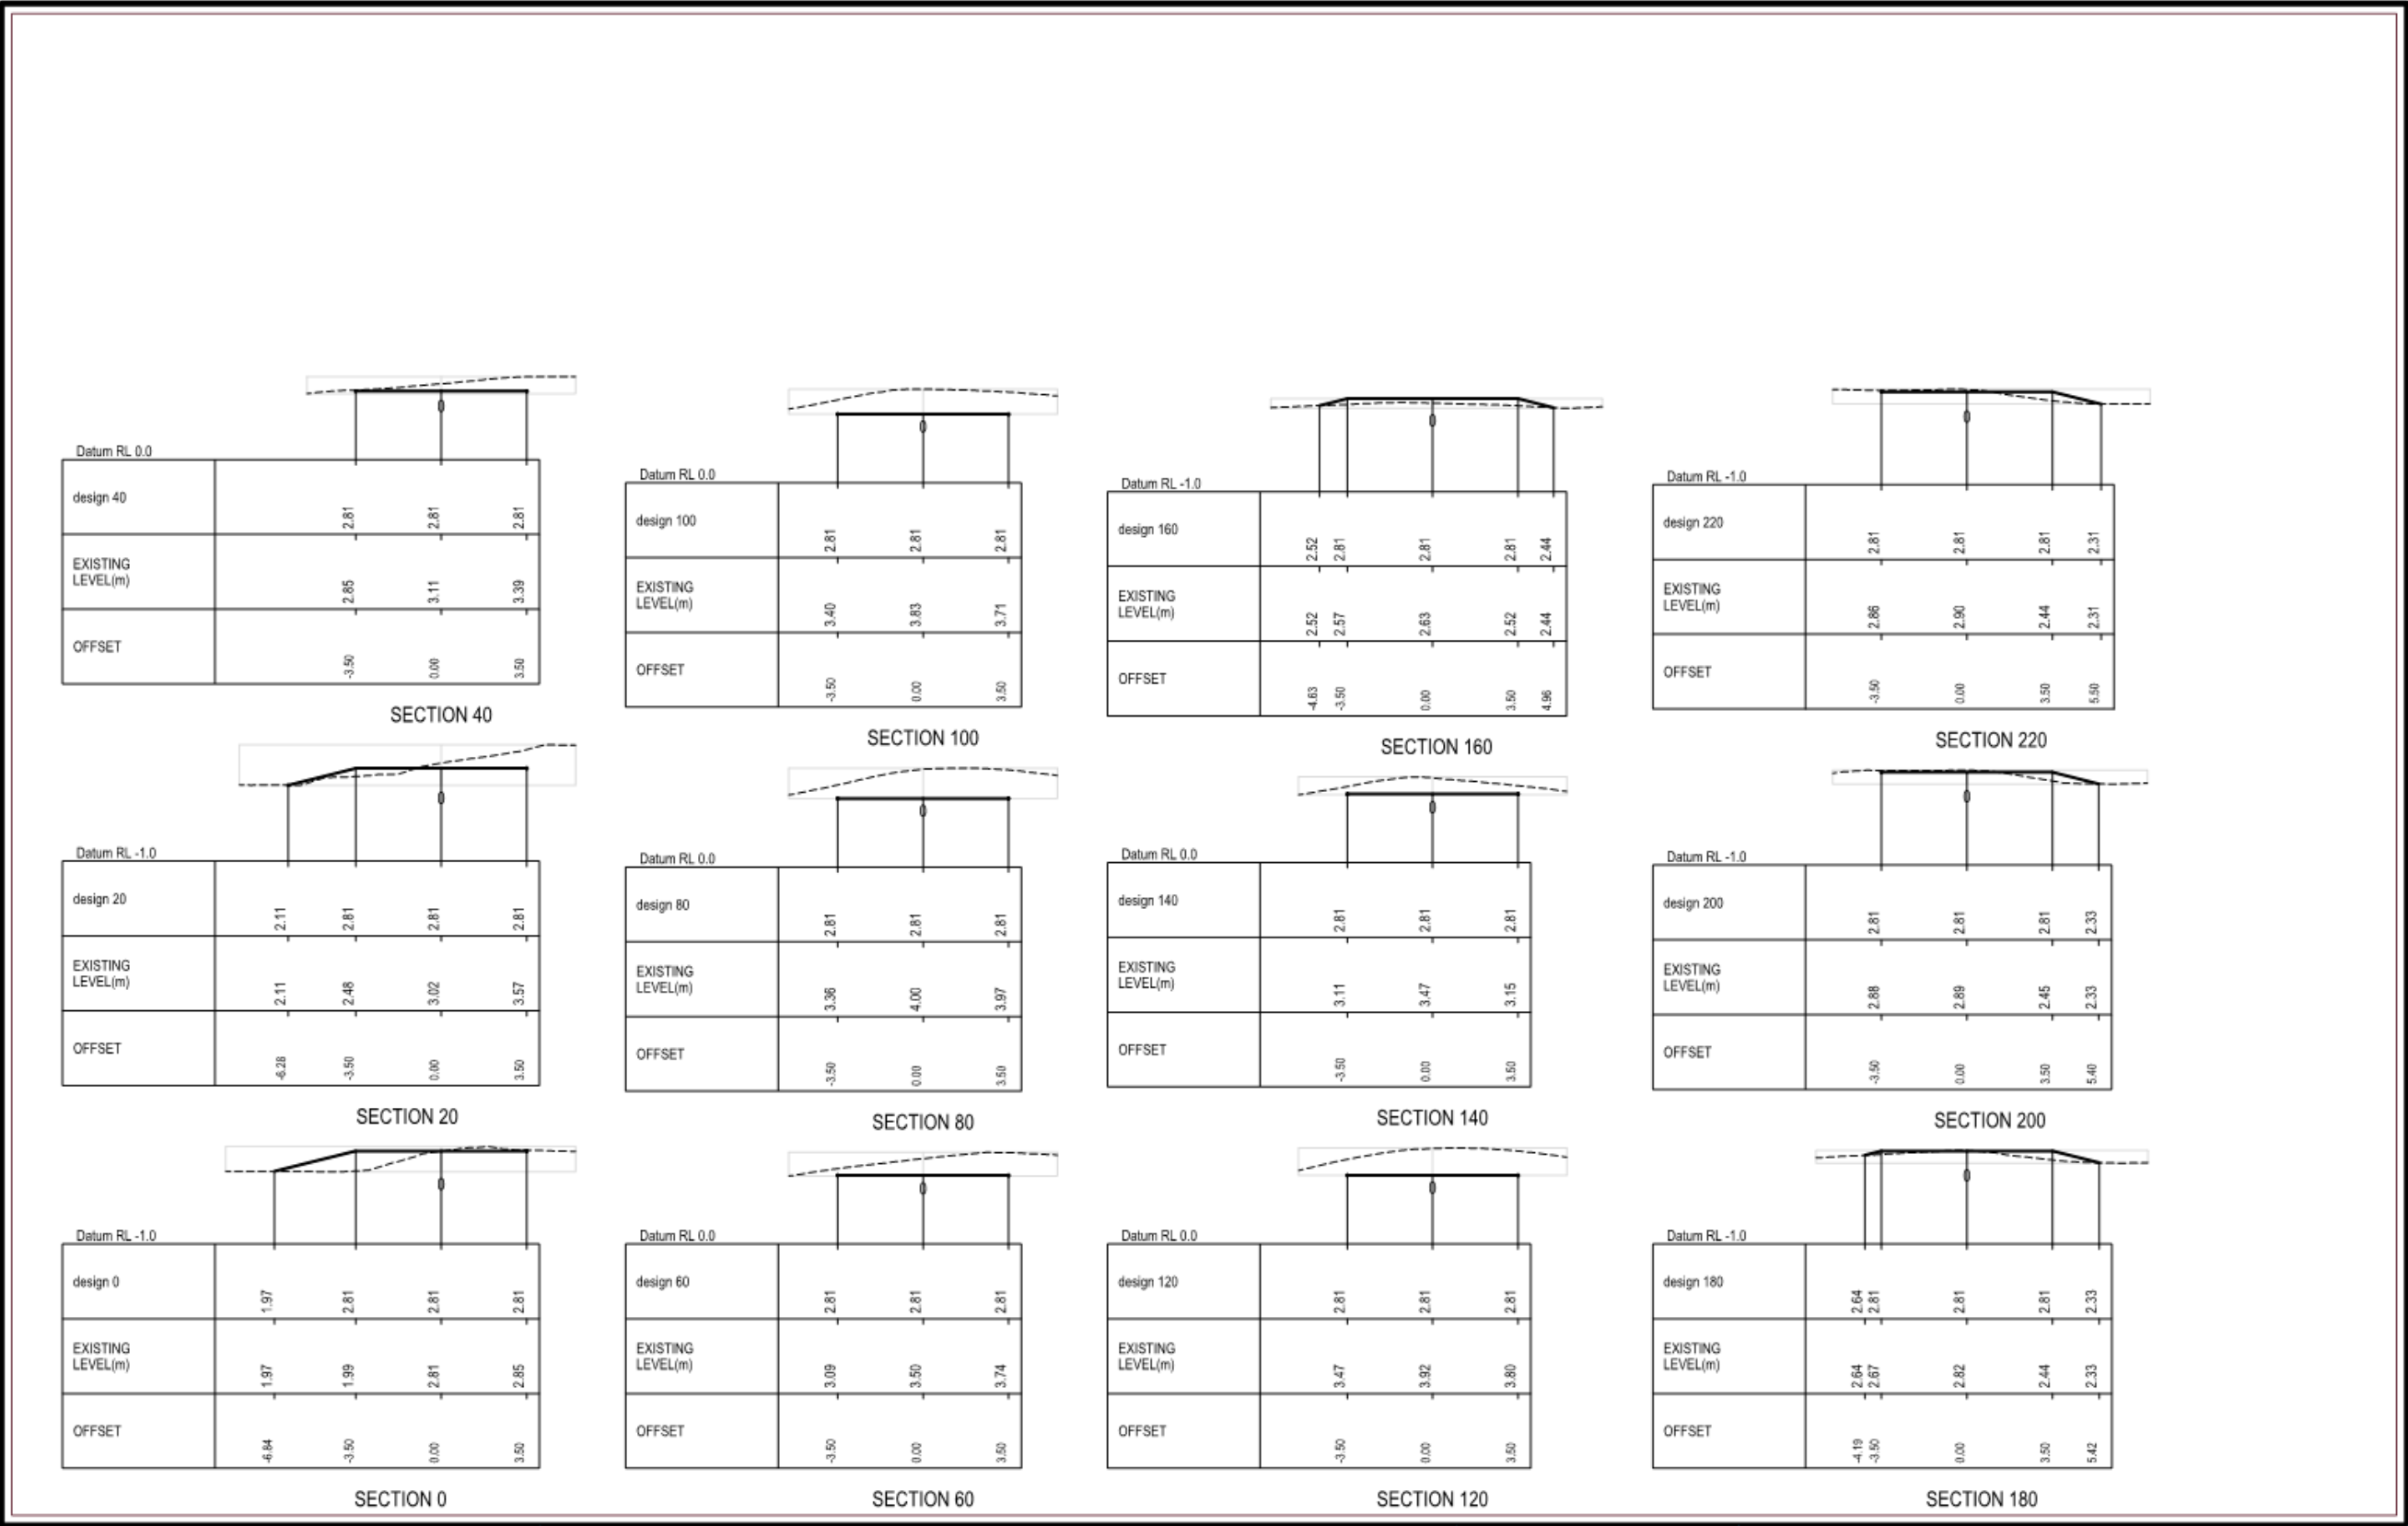 Datum RL 0.0
design 40
2.81 2.81 2.81
EXISTING
LEVEL(m)
2.85 3.11 3.39
OFFSET
-3.50 0.00 3.50
SECTION 40
Datum RL 0.0
design 100
2.81 2.81 2.81
EXISTING
LEVEL(m)
3.40 3.83 3.71
OFFSET
-3.50 0.00 3.50
SECTION 100
Datum RL -1.0
design 160
2.52 2.81 2.81 2.81 2.44
EXISTING
LEVEL(m)
2.52 2.57 2.63 2.52 2.44
OFFSET
-4.63 -3.50 0.00 3.50 4.96
SECTION 160
Datum RL -1.0
design 220
2.81 2.81 2.81 2.31
EXISTING
LEVEL(m)
2.86 2.90 2.44 2.31
OFFSET
-3.50 0.00 3.50 5.50
SECTION 220
Datum RL -1.0
design 20
2.11 2.81 2.81 2.81
EXISTING
LEVEL(m)
2.11 2.48 3.02 3.57
OFFSET
-6.28 -3.50 0.00 3.50
SECTION 20
Datum RL 0.0
design 80
2.81 2.81 2.81
EXISTING
LEVEL(m)
3.36 4.00 3.97
OFFSET
-3.50 0.00 3.50
SECTION 80
Datum RL 0.0
design 140
2.81 2.81 2.81
EXISTING
LEVEL(m)
3.11 3.47 3.15
OFFSET
-3.50 0.00 3.50
SECTION 140
Datum RL -1.0
design 200
2.81 2.81 2.81 2.33
EXISTING
LEVEL(m)
2.88 2.89 2.45 2.33
OFFSET
-3.50 0.00 3.50 5.40
SECTION 200
Datum RL -1.0
design 0
1.97 2.81 2.81 2.81
EXISTING
LEVEL(m)
1.97 1.99 2.81 2.85
OFFSET
-6.84 -3.50 0.00 3.50
SECTION 0
Datum RL 0.0
design 60
2.81 2.81 2.81
EXISTING
LEVEL(m)
3.09 3.50 3.74
OFFSET
-3.50 0.00 3.50
SECTION 60
Datum RL 0.0
design 120
2.81 2.81 2.81
EXISTING
LEVEL(m)
3.47 3.92 3.80
OFFSET
-3.50 0.00 3.50
SECTION 120
Datum RL -1.0
design 180
2.64 2.81 2.81 2.81 2.33
EXISTING
LEVEL(m)
2.64 2.67 2.82 2.44 2.33
OFFSET
-4.19 -3.50 0.00 3.50 5.42
SECTION 180